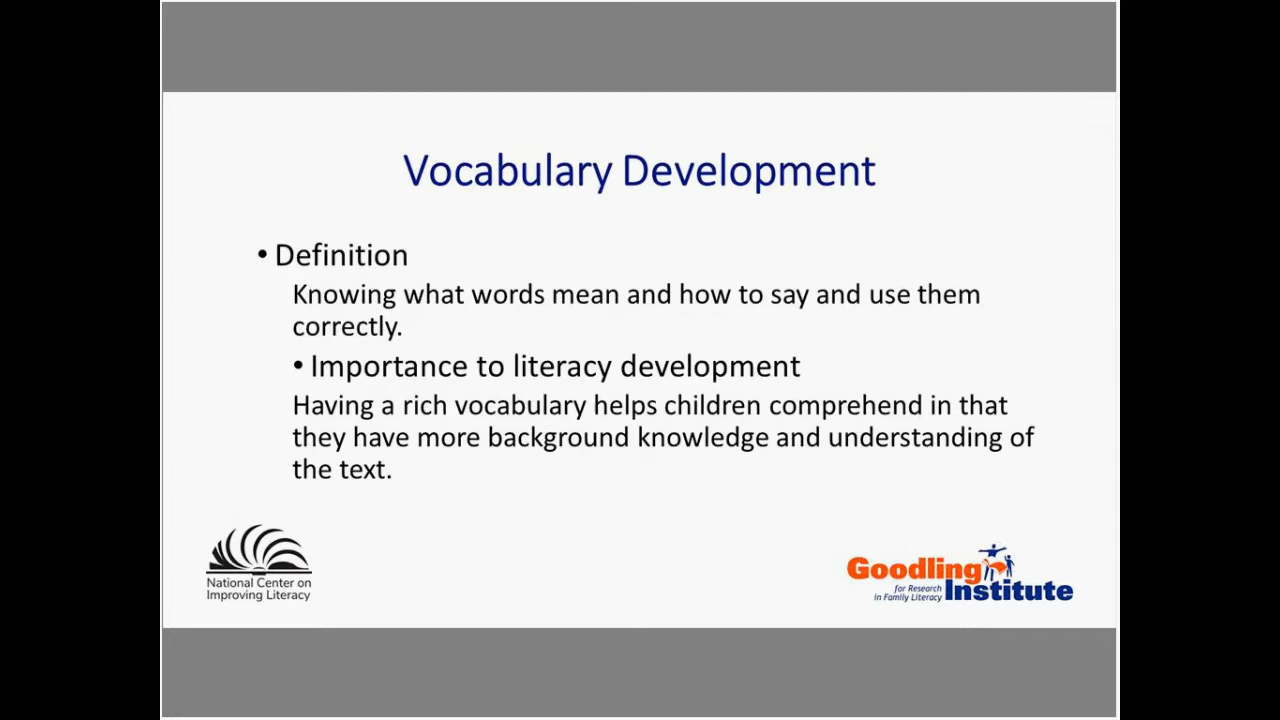 Vocabulary Development
• Definition
Knowing what words mean and how to say and use them
correctly.
• Importance to literacy development
Having a rich vocabulary helps children comprehend in that
they have more background knowledge and understanding of
the text.
National Center on
Improving Literacy
Goodling
for Research
in Family Literacy
Institute